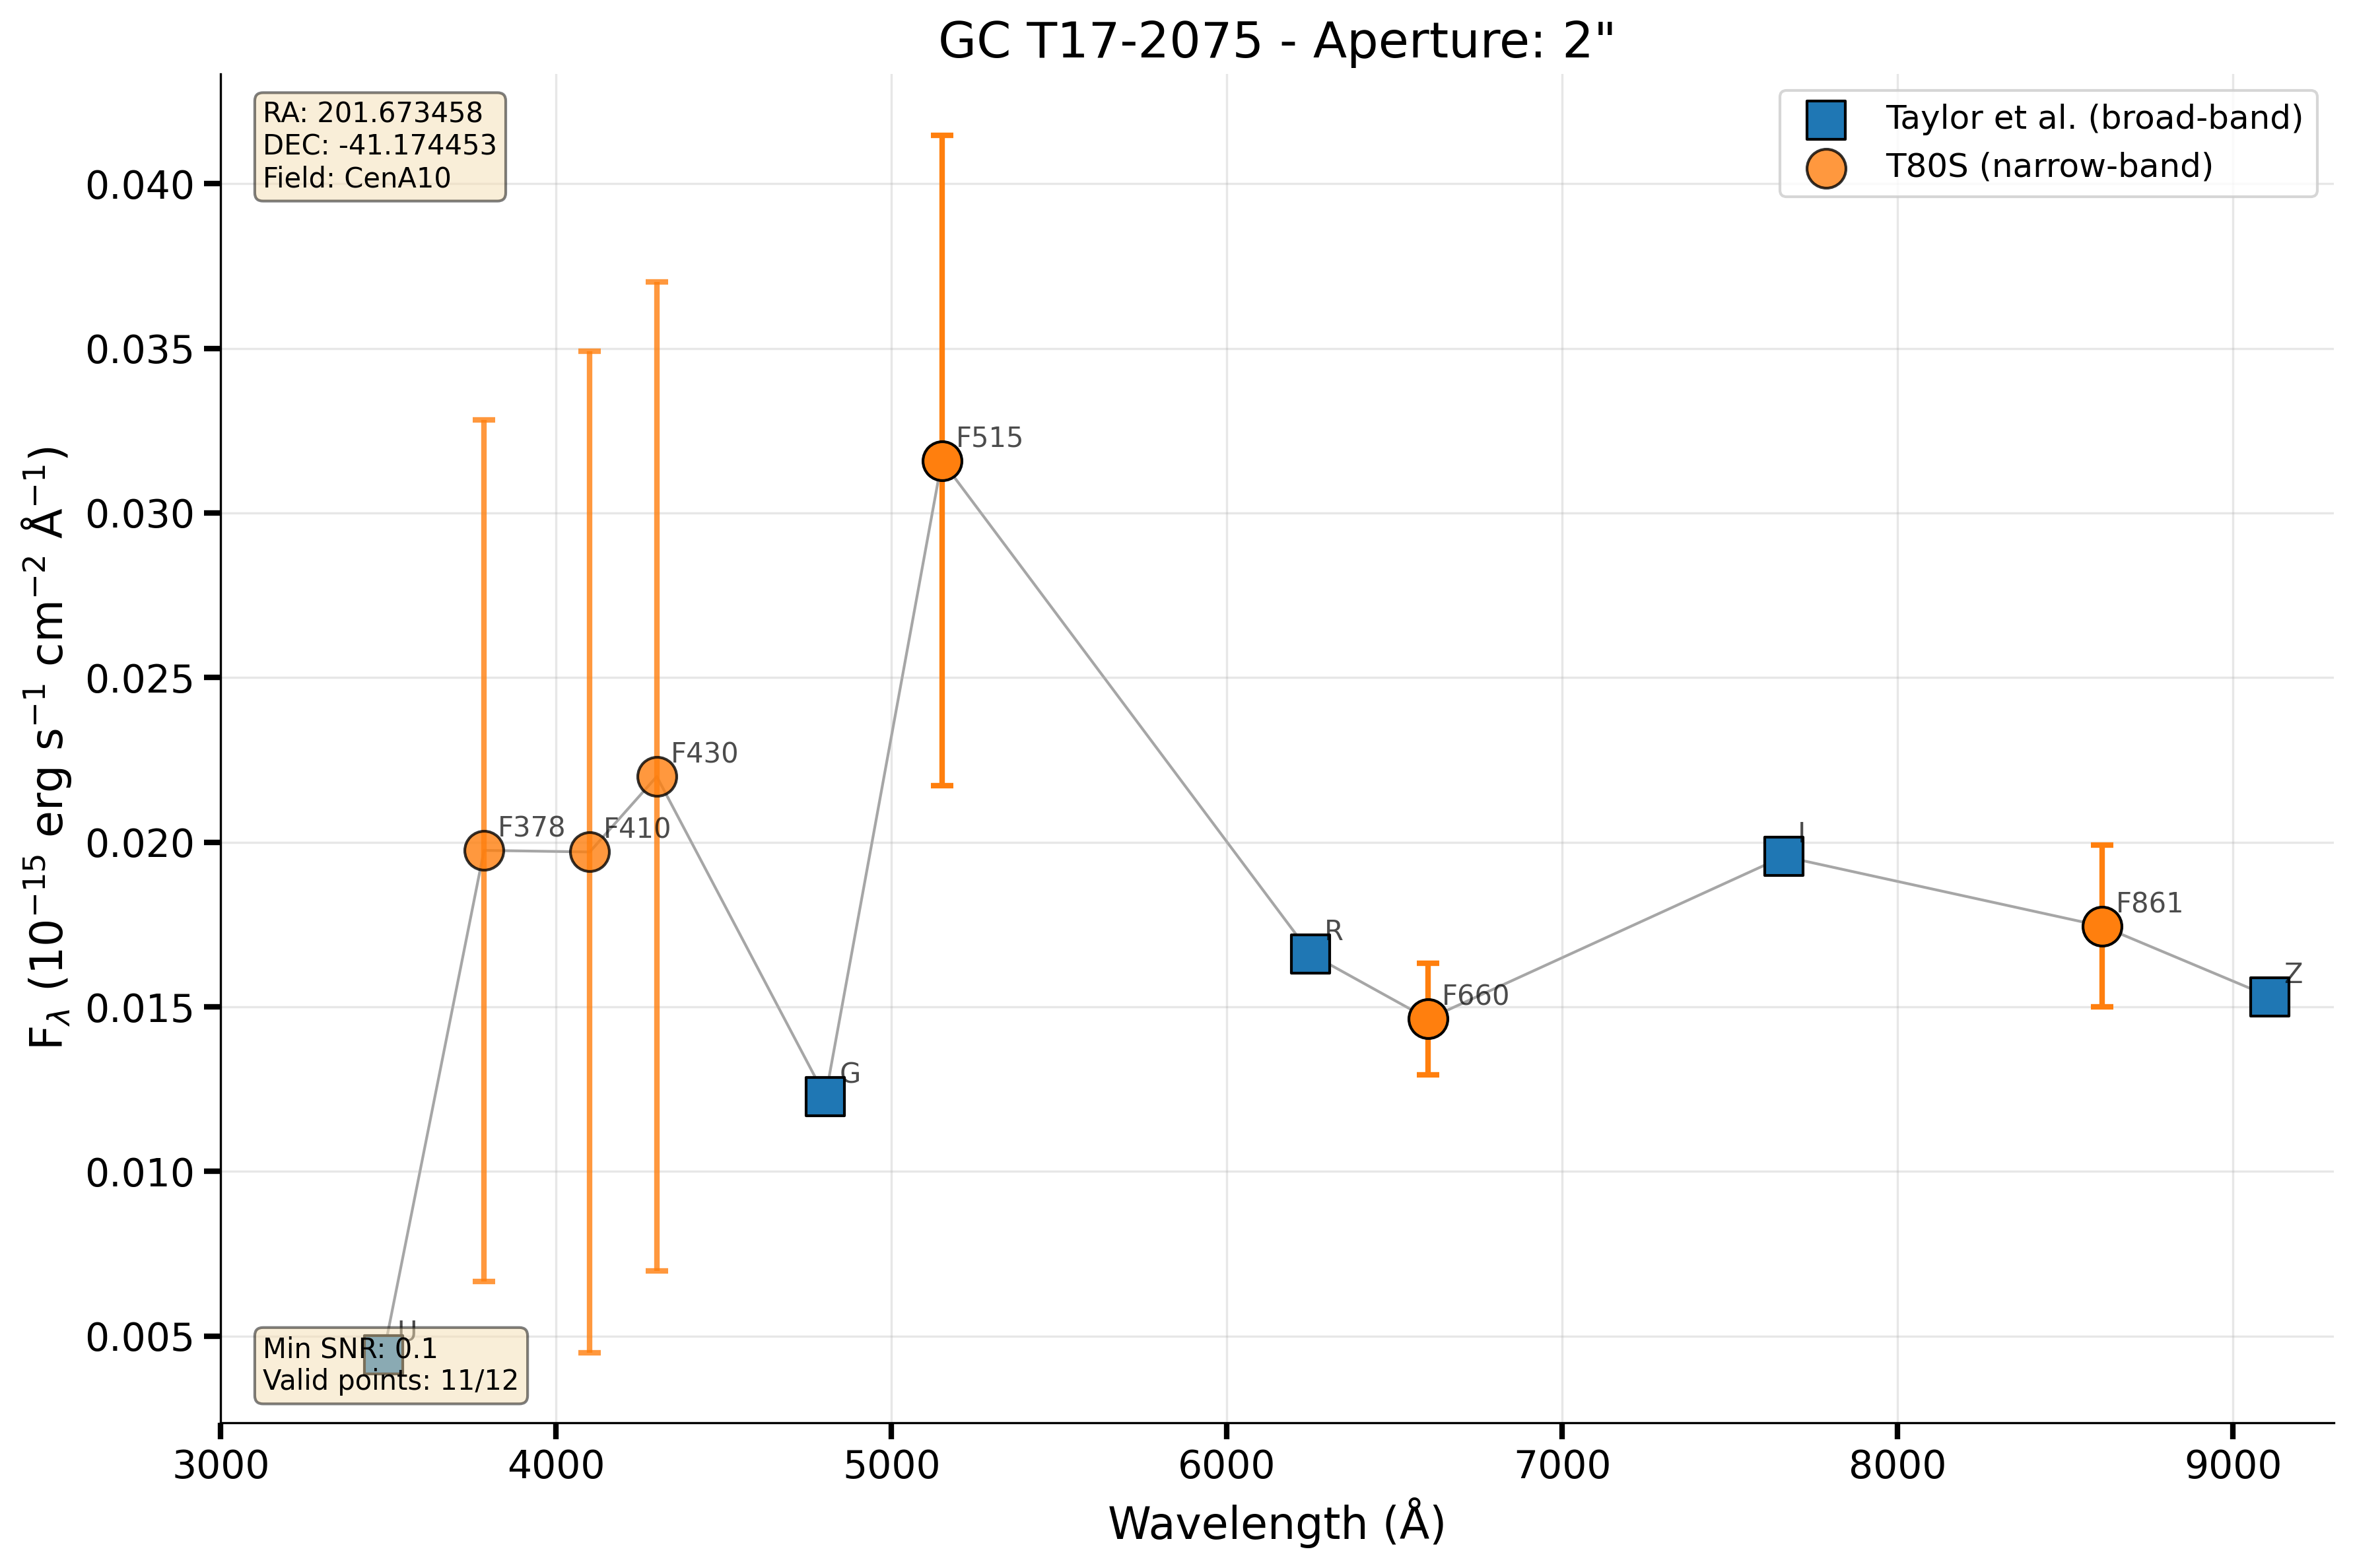 GC T17-2075 - Aperture: 2"
RA: 201.673458
DEC: -41.174453
Field: CenA10
Taylor et al. (broad-band)
T80S (narrow-band)
0.040
0.035
0.030
0.025
0.020
0.015
0.010
0.005
F_λ (10⁻¹⁵ erg s⁻¹ cm⁻² Å⁻¹)
F515
F430
F378
F410
I
F861
R
Z
F660
G
U
Min SNR: 0.1
Valid points: 11/12
3000 4000 5000 6000 7000 8000 9000
Wavelength (Å)